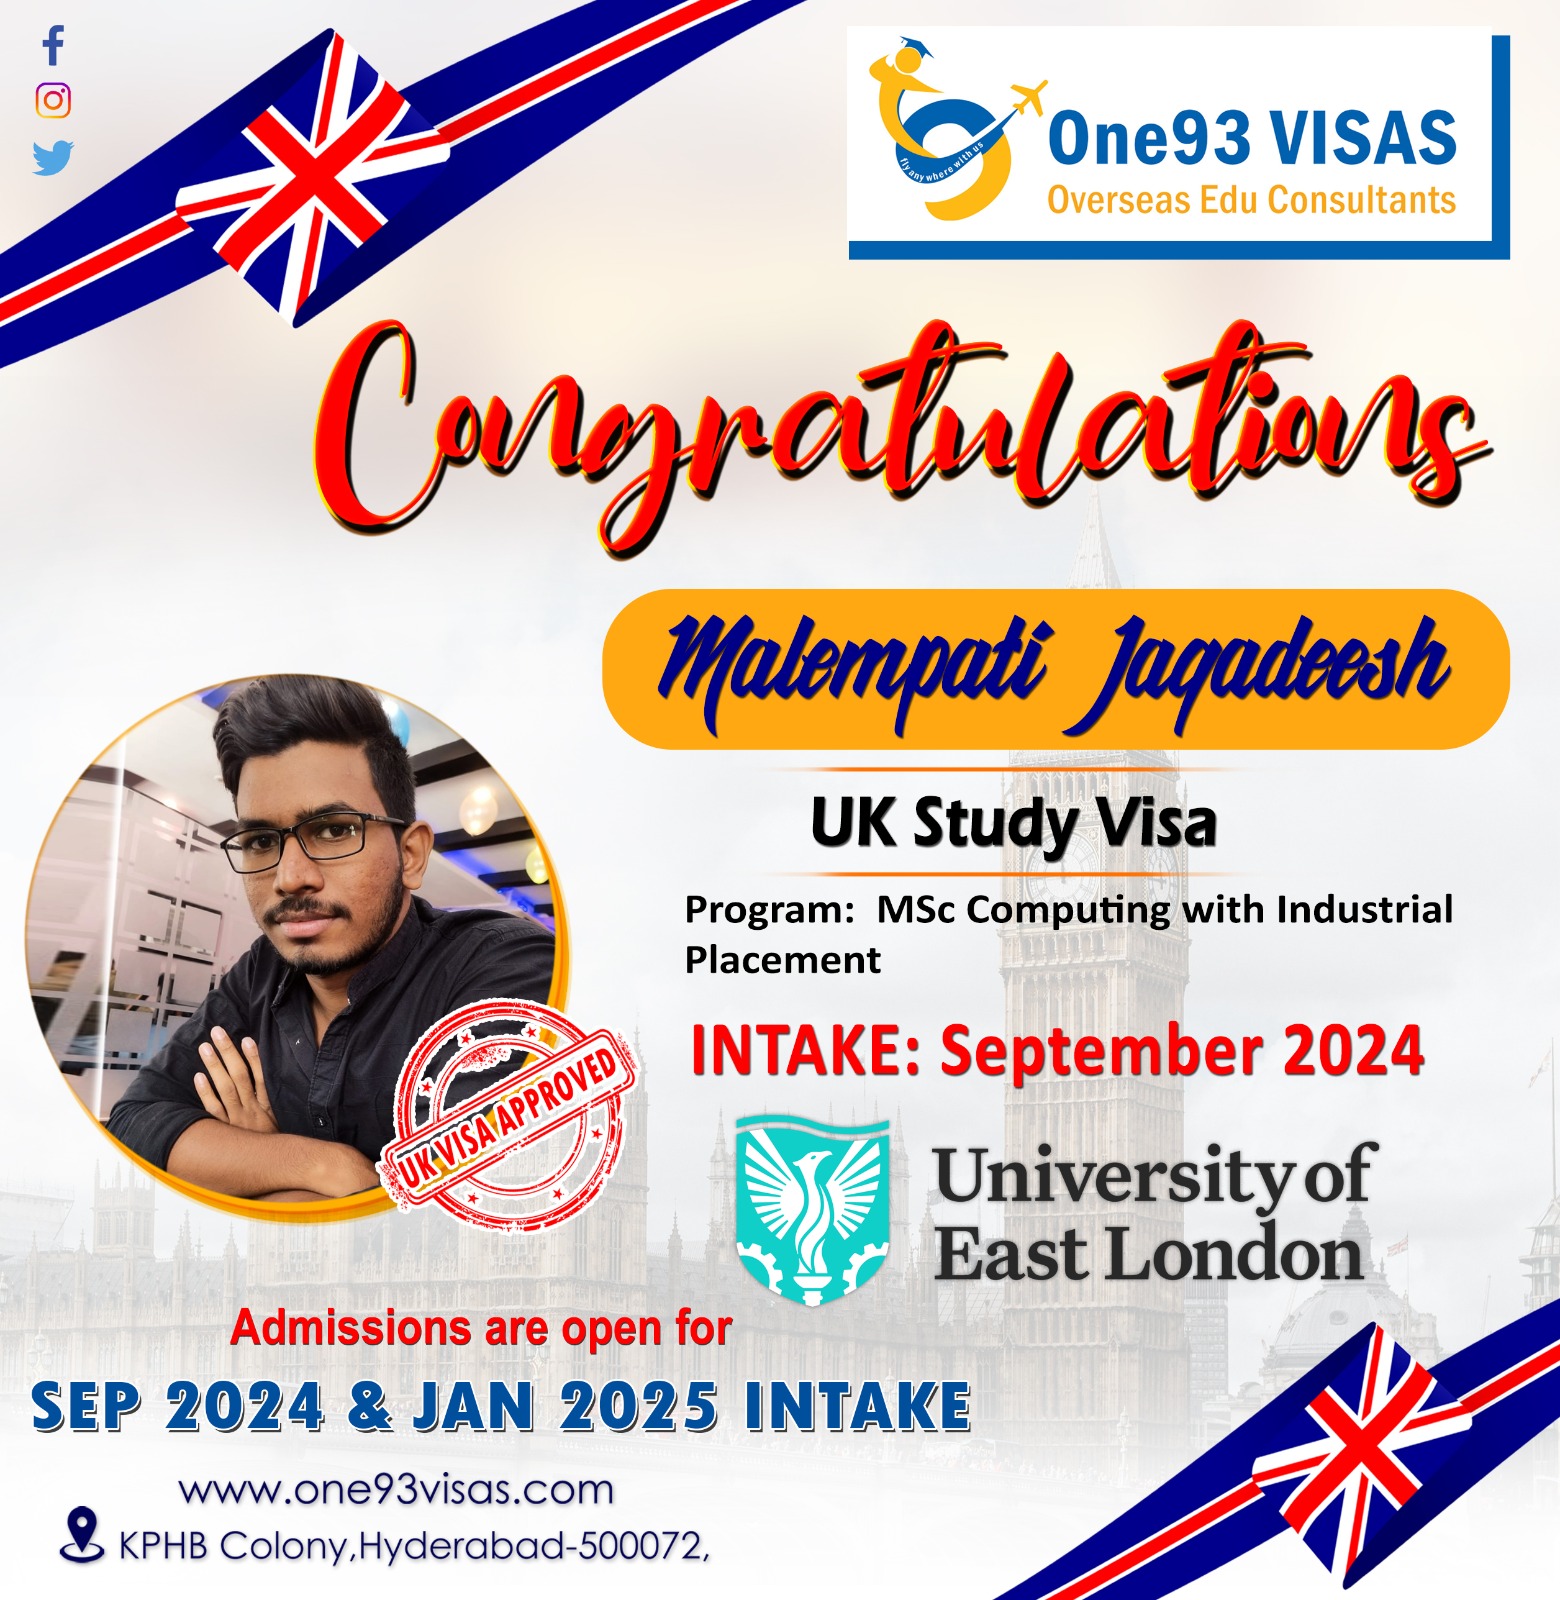 fly any where with us
One93 VISAS
Overseas Edu Consultants
Congratulations
Malempati Jagadeesh
UK Study Visa
Program: MSc Computing with Industrial
Placement
INTAKE: September 2024
UK VISA APPROVED
University of
East London
Admissions are open for
SEP 2024 & JAN 2025 INTAKE
www.one93visas.com
KPHB Colony,Hyderabad-500072,